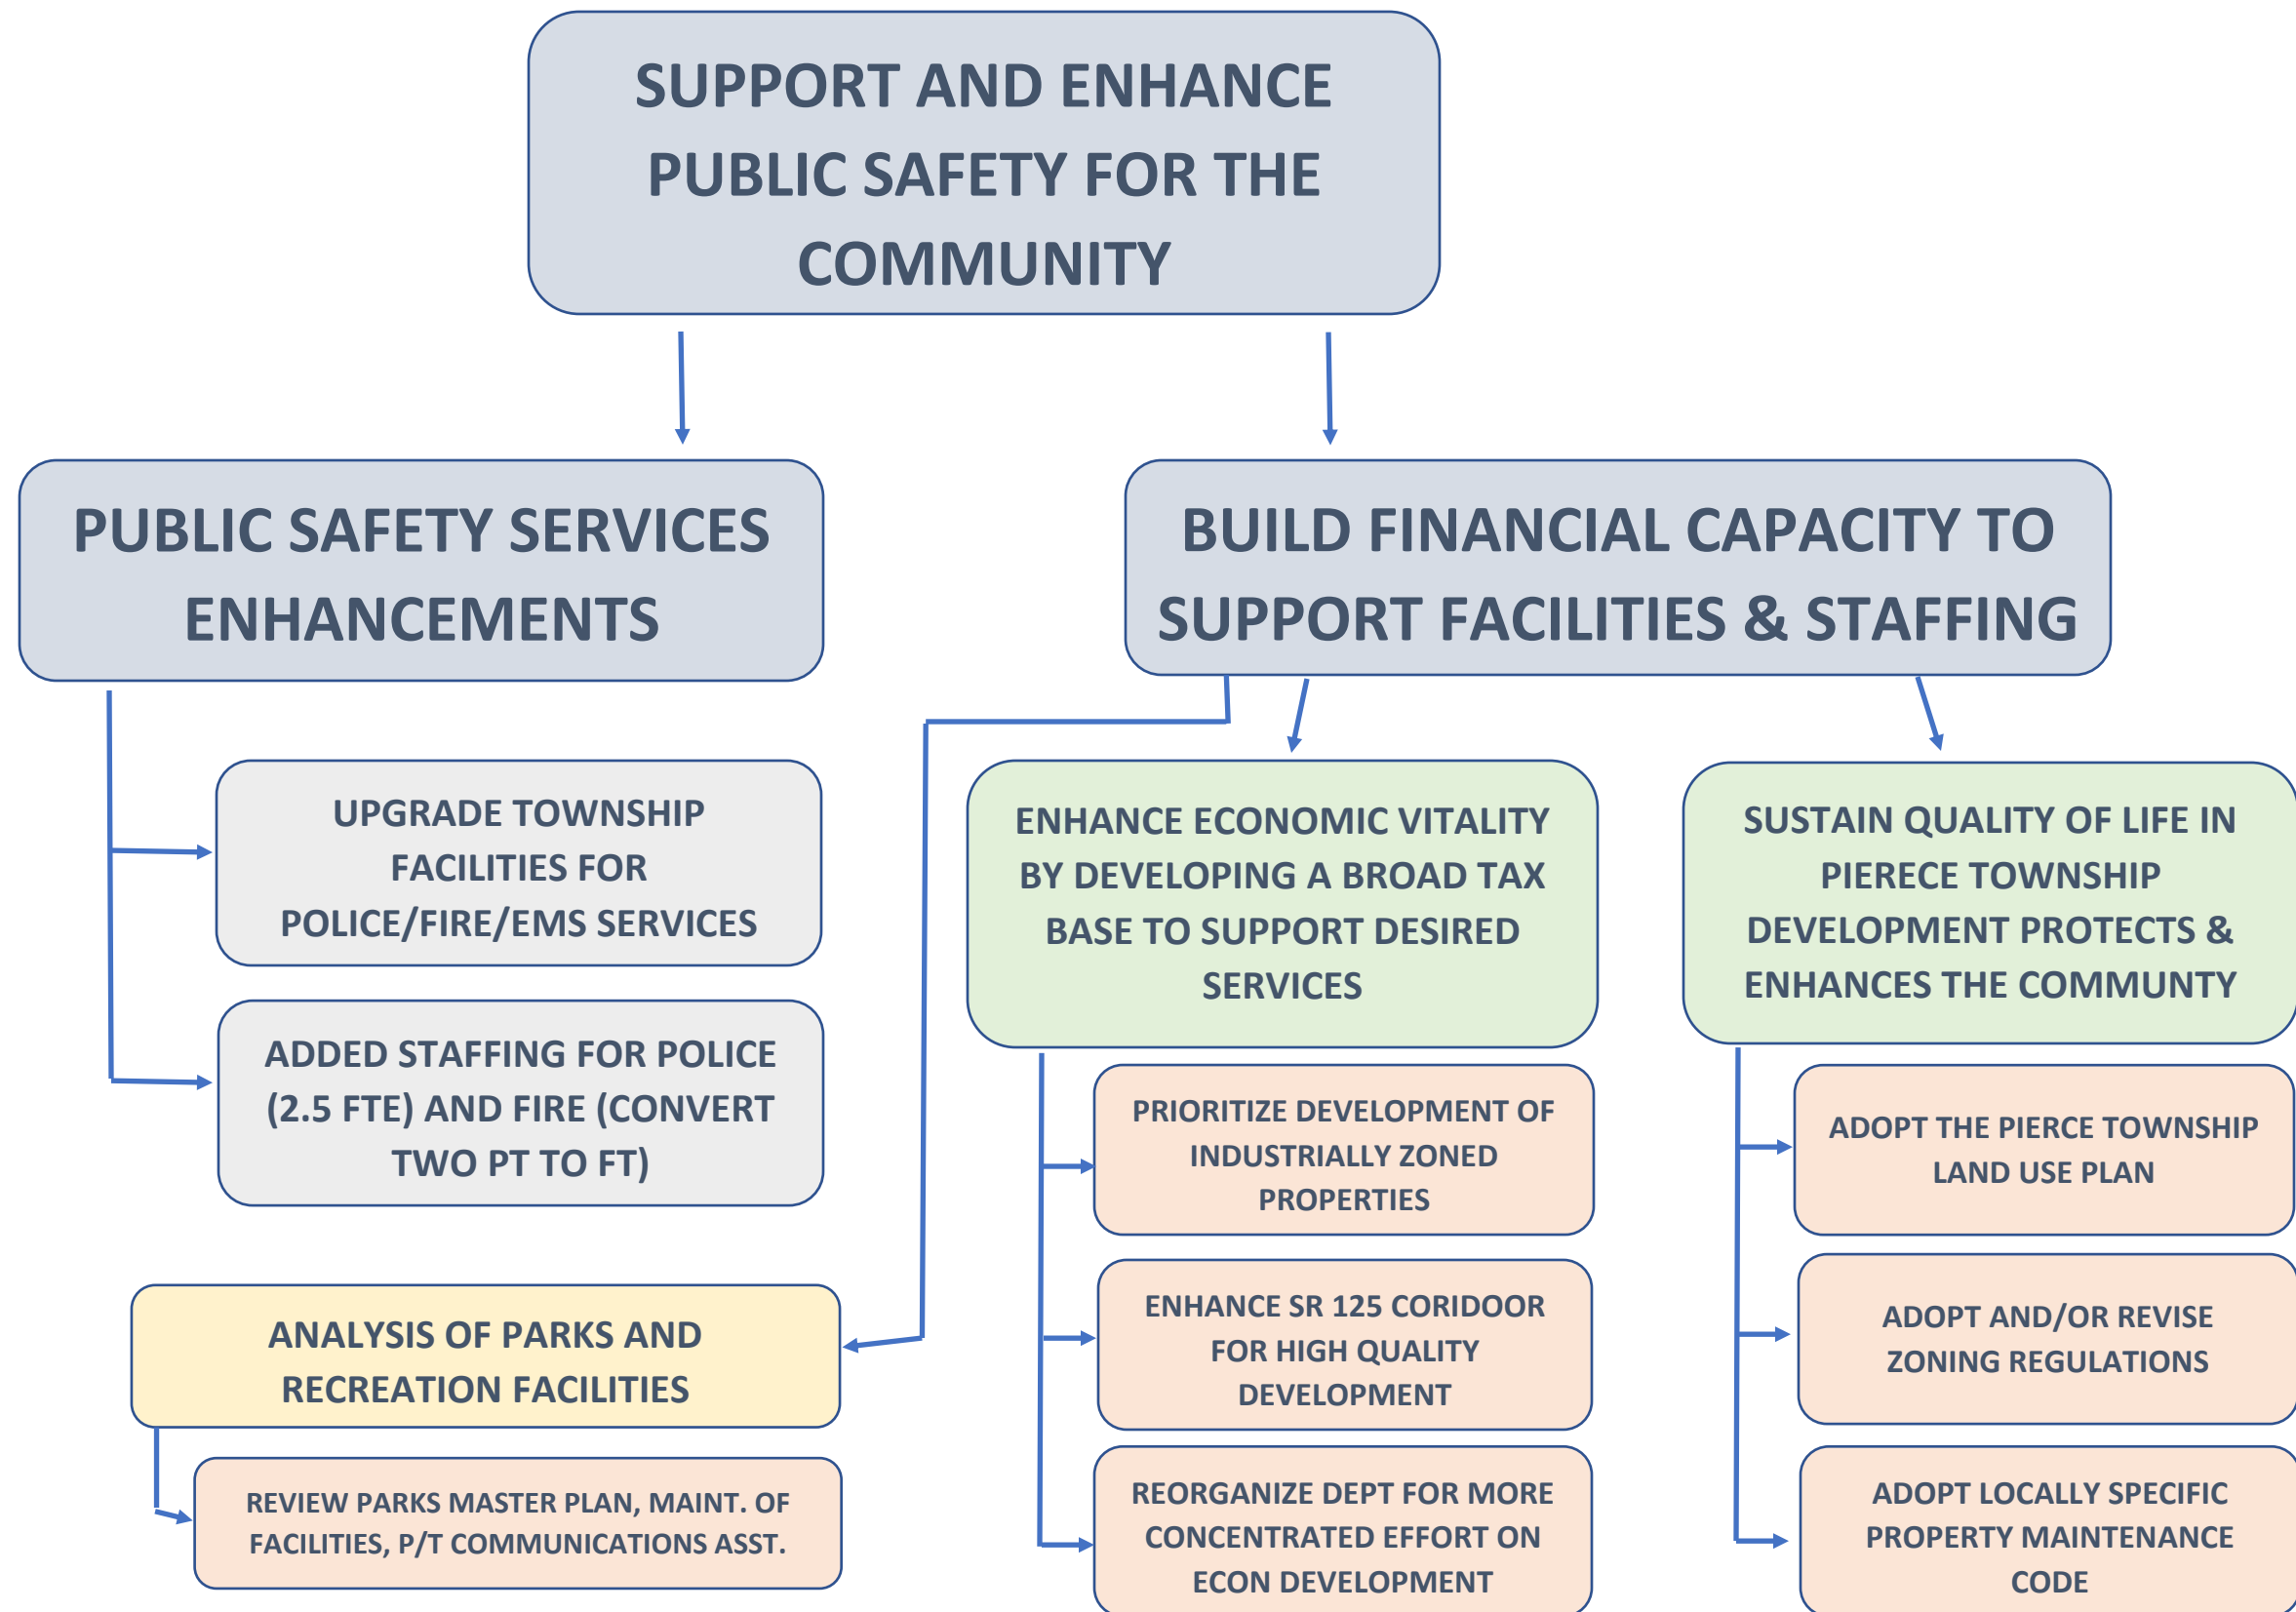 SUPPORT AND ENHANCE
PUBLIC SAFETY FOR THE
COMMUNITY
PUBLIC SAFETY SERVICES
ENHANCEMENTS
BUILD FINANCIAL CAPACITY TO
SUPPORT FACILITIES & STAFFING
UPGRADE TOWNSHIP
FACILITIES FOR
POLICE/FIRE/EMS SERVICES
ADDED STAFFING FOR POLICE
(2.5 FTE) AND FIRE (CONVERT
TWO PT TO FT)
ANALYSIS OF PARKS AND
RECREATION FACILITIES
REVIEW PARKS MASTER PLAN, MAINT. OF
FACILITIES, P/T COMMUNICATIONS ASST.
ENHANCE ECONOMIC VITALITY
BY DEVELOPING A BROAD TAX
BASE TO SUPPORT DESIRED
SERVICES
PRIORITIZE DEVELOPMENT OF
INDUSTRIALLY ZONED
PROPERTIES
ENHANCE SR 125 CORIDOOR
FOR HIGH QUALITY
DEVELOPMENT
REORGANIZE DEPT FOR MORE
CONCENTRATED EFFORT ON
ECON DEVELOPMENT
SUSTAIN QUALITY OF LIFE IN
PIERECE TOWNSHIP
DEVELOPMENT PROTECTS &
ENHANCES THE COMMUNTY
ADOPT THE PIERCE TOWNSHIP
LAND USE PLAN
ADOPT AND/OR REVISE
ZONING REGULATIONS
ADOPT LOCALLY SPECIFIC
PROPERTY MAINTENANCE
CODE